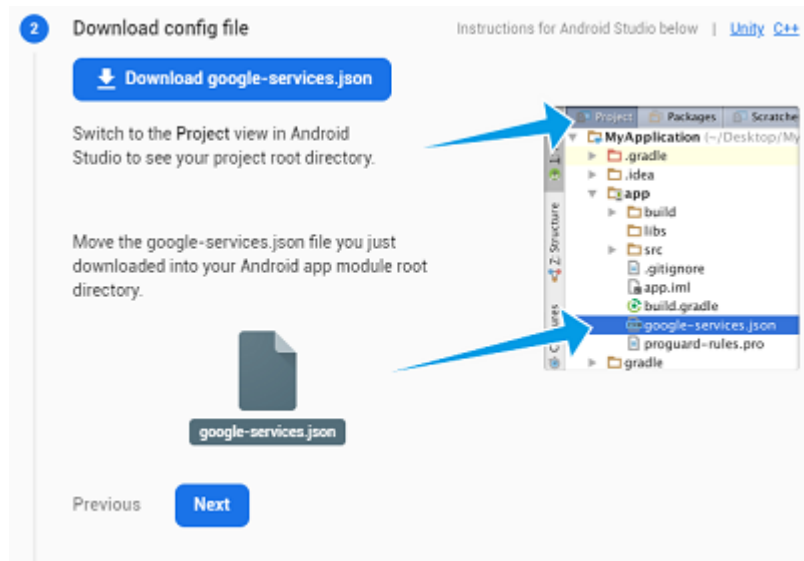 2 Download config file
Instructions for Android Studio below | Unity C++
Download google-services.json
Switch to the Project view in Android
Studio to see your project root directory.
Move the google-services.json file you just
downloaded into your Android app module root
directory.
google-services.json
Project Packages Scratche
MyApplication (~/Desktop/My
.gradle
.idea
app
build
libs
src
.gitignore
app.iml
build.gradle
google-services.json
proguard-rules.pro
gradle
Z: Structure
Previous
Next